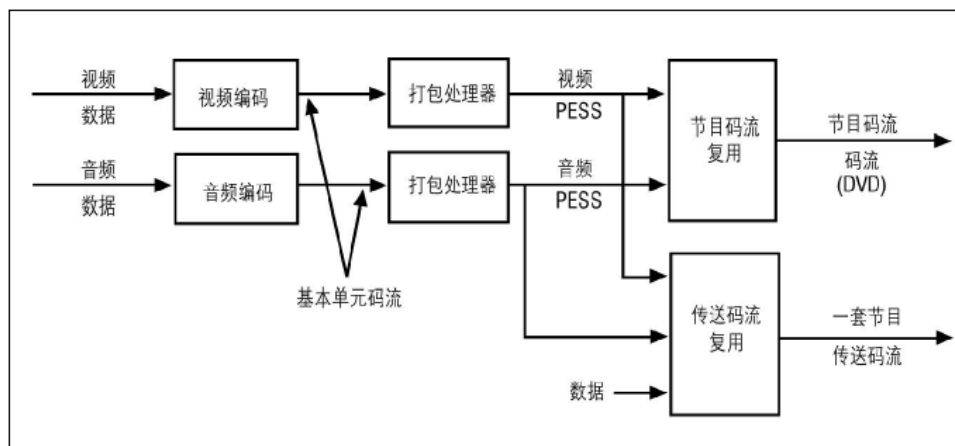 视频
数据
视频编码
打包处理器
视频
PESS
节目码流
复用
节目码流
码流
(DVD)
音频
数据
音频编码
打包处理器
音频
PESS
基本单元码流
传送码流
复用
一套节目
传送码流
数据